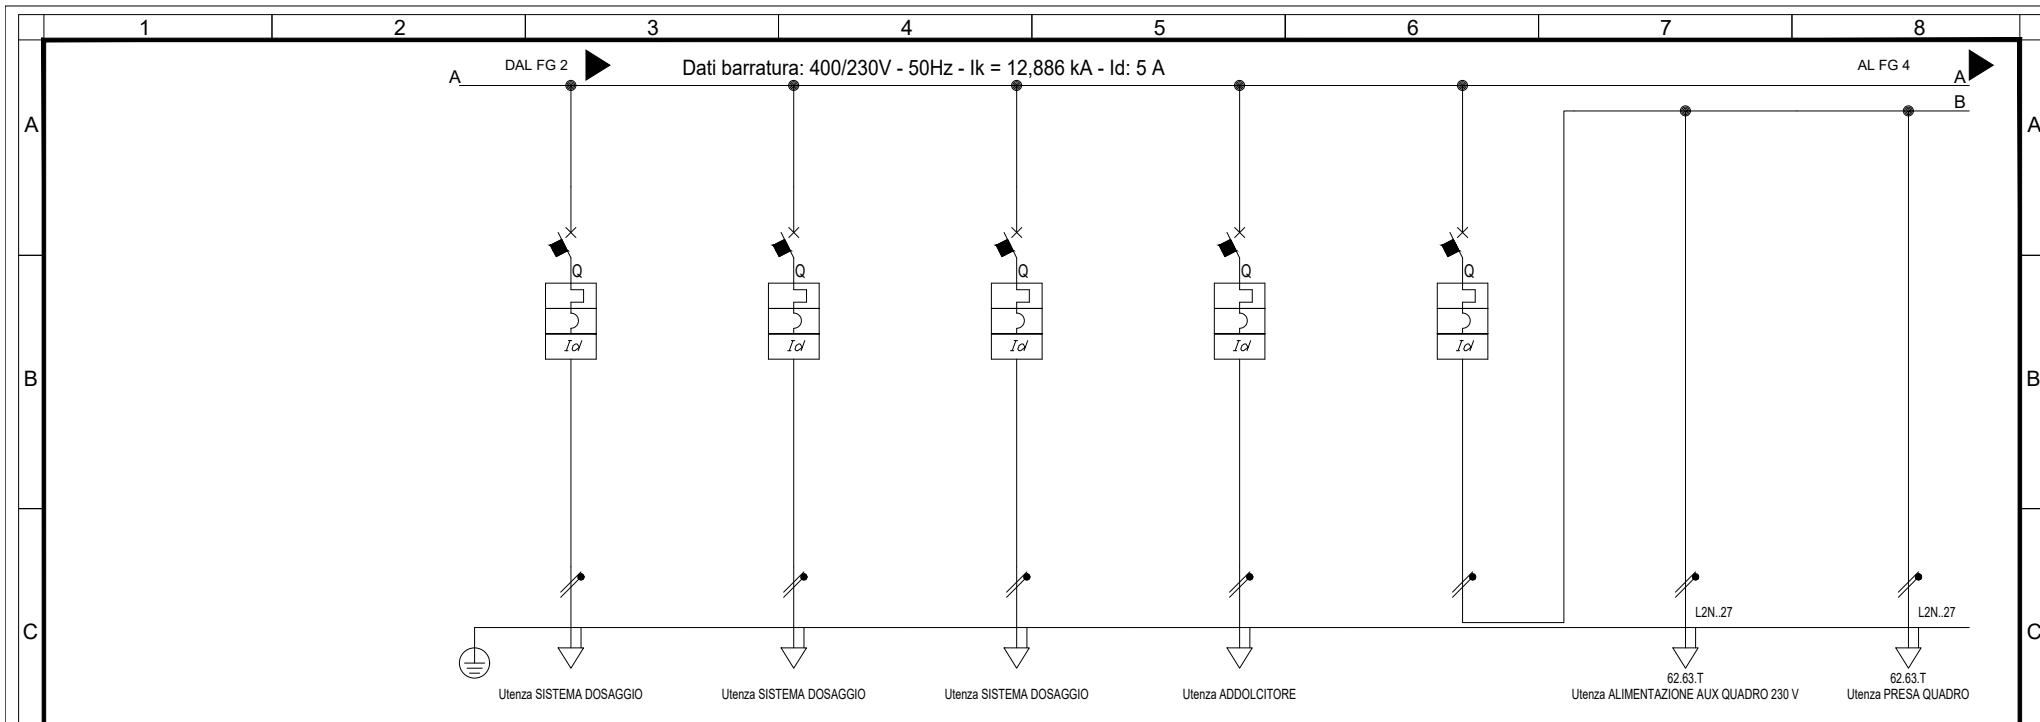 1 2 3 4 5 6 7 8
DAL FG 2 Dati barratura: 400/230V - 50Hz - Ik = 12,886 kA - Id: 5 A AL FG 4
A A
B
A A
Q Q Q Q Q
Id Id Id Id Id
B B
L2N..27 L2N..27
C C
62.63.T 62.63.T
Utenza SISTEMA DOSAGGIO Utenza SISTEMA DOSAGGIO Utenza SISTEMA DOSAGGIO Utenza ADDOLCITORE Utenza ALIMENTAZIONE AUX QUADRO 230 V Utenza PRESA QUADRO